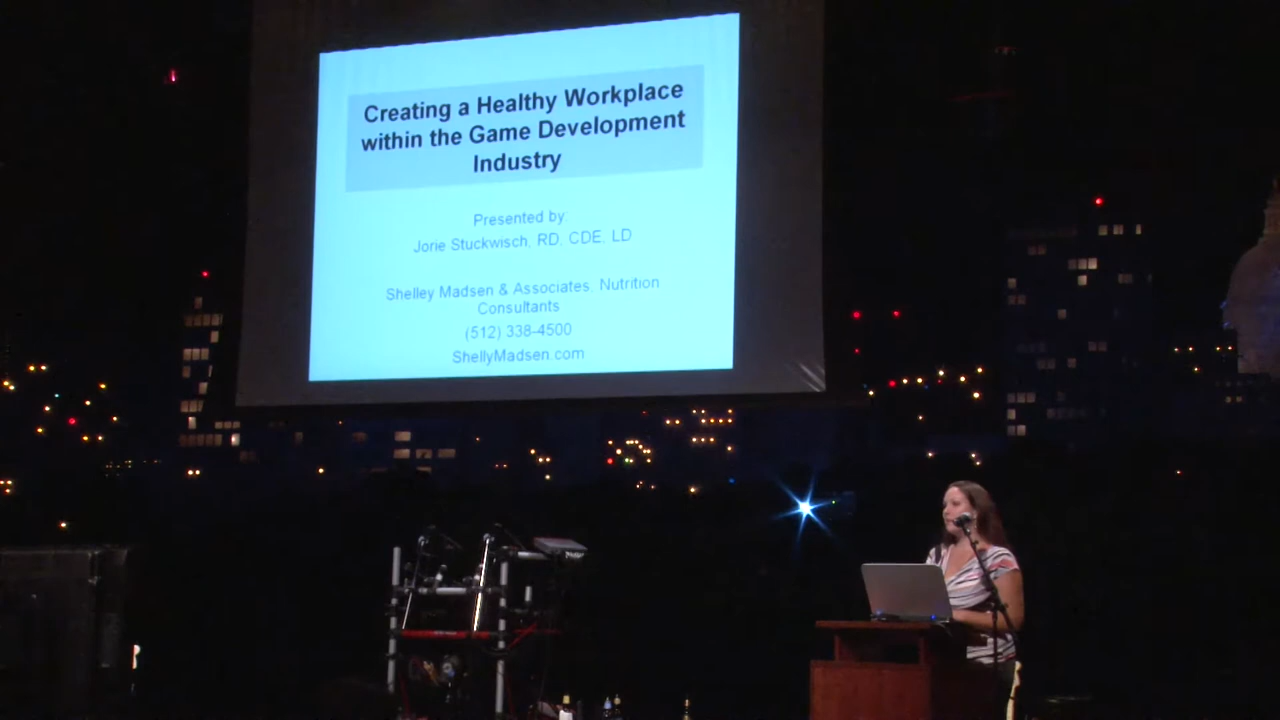 Creating a Healthy Workplace
within the Game Development
Industry
Presented by:
Jorie Stuckwisch, RD, CDE, LD
Shelley Madsen & Associates, Nutrition
Consultants
(512) 338-4500
ShellyMadsen.com